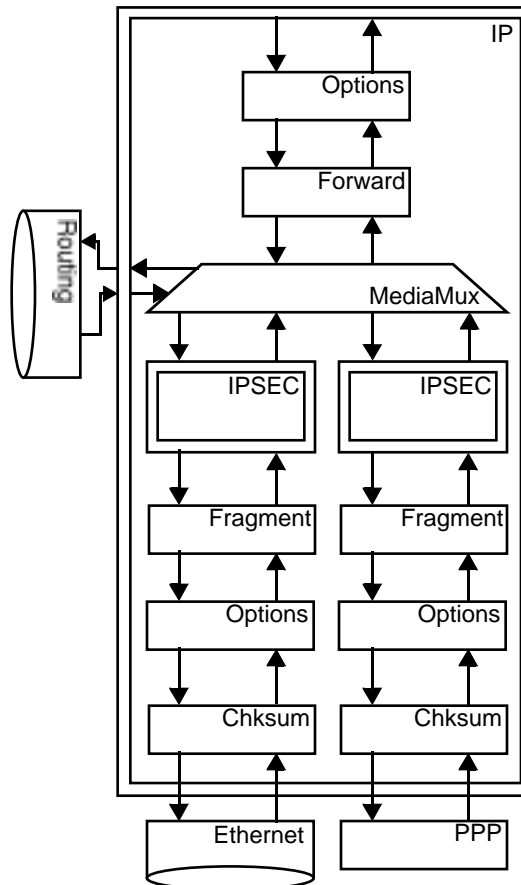 IP
Options
Forward
Routing
MediaMux
IPSEC IPSEC
Fragment Fragment
Options Options
Chksum Chksum
Ethernet PPP